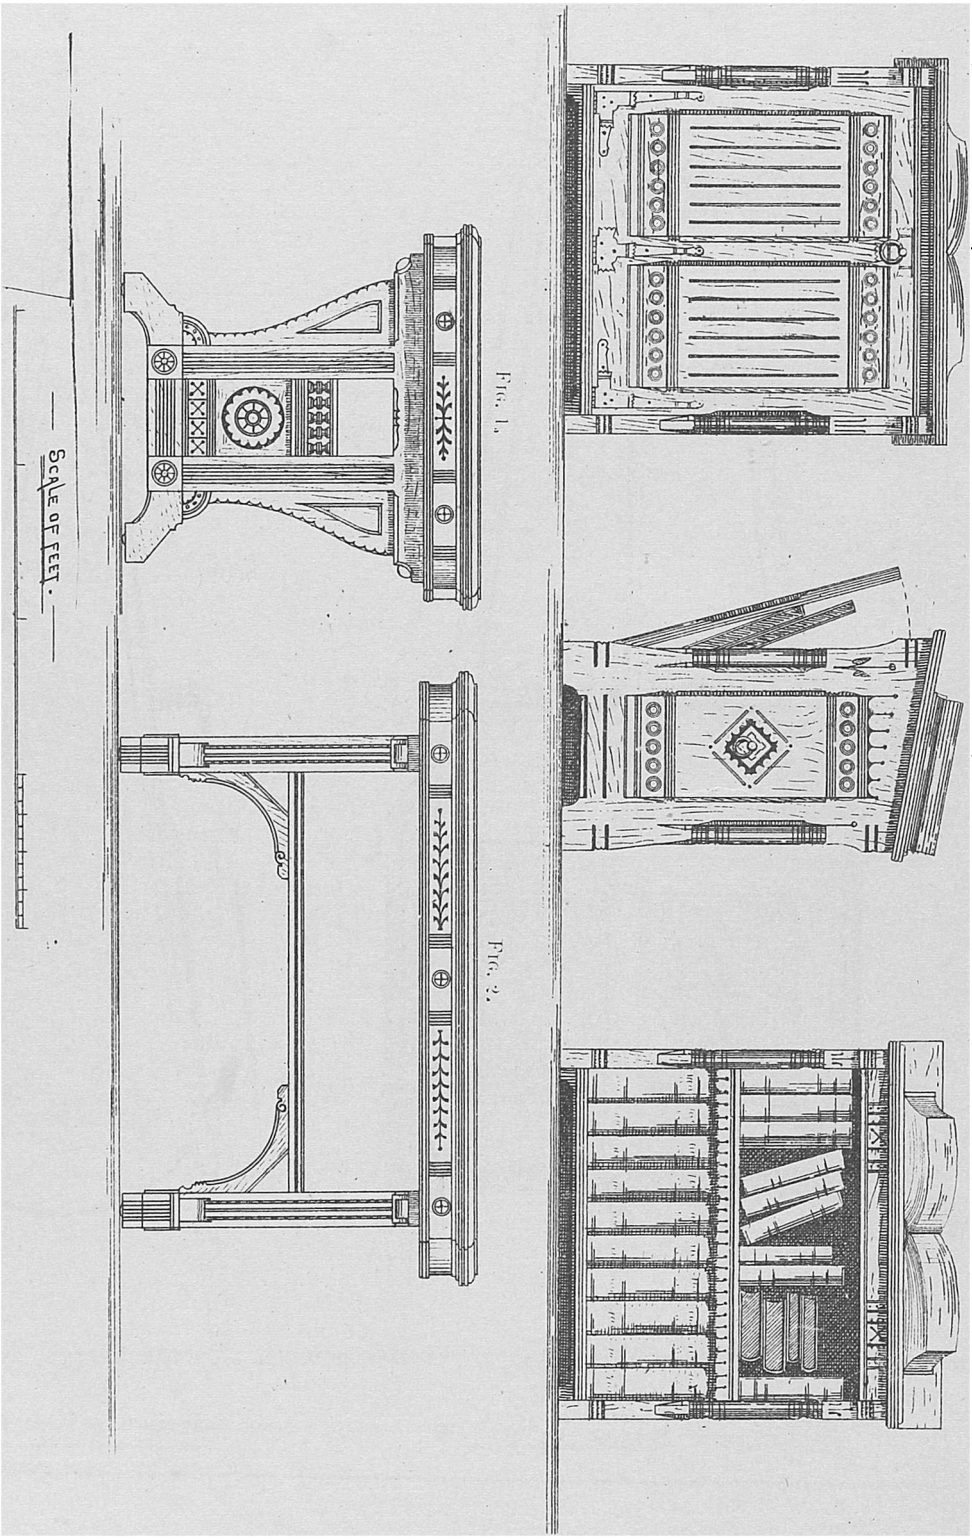 Fig. 1.
Fig. 2.
— SCALE OF FEET. —